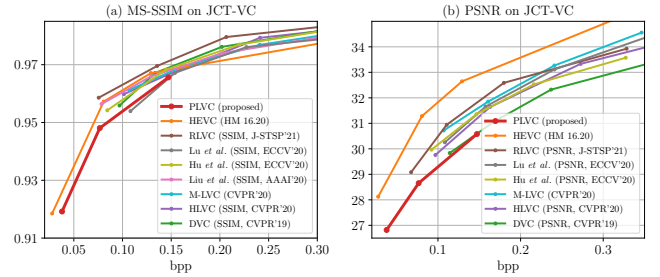 (a) MS-SSIM on JCT-VC
0.97
0.95
0.93
0.91
PLVC (proposed)
HEVC (HM 16.20)
RLVC (SSIM, J-STSP'21)
Lu et al. (SSIM, ECCV'20)
Hu et al. (SSIM, ECCV'20)
Liu et al. (SSIM, AAAI'20)
M-LVC (CVPR'20)
HLVC (SSIM, CVPR'20)
DVC (SSIM, CVPR'19)
0.05 0.10 0.15 0.20 0.25 0.30
bpp
(b) PSNR on JCT-VC
34
33
32
31
30
29
28
27
PLVC (proposed)
HEVC (HM 16.20)
RLVC (PSNR, J-STSP'21)
Lu et al. (PSNR, ECCV'20)
Hu et al. (PSNR, ECCV'20)
M-LVC (CVPR'20)
HLVC (PSNR, CVPR'20)
DVC (PSNR, CVPR'19)
0.1 0.2 0.3
bpp